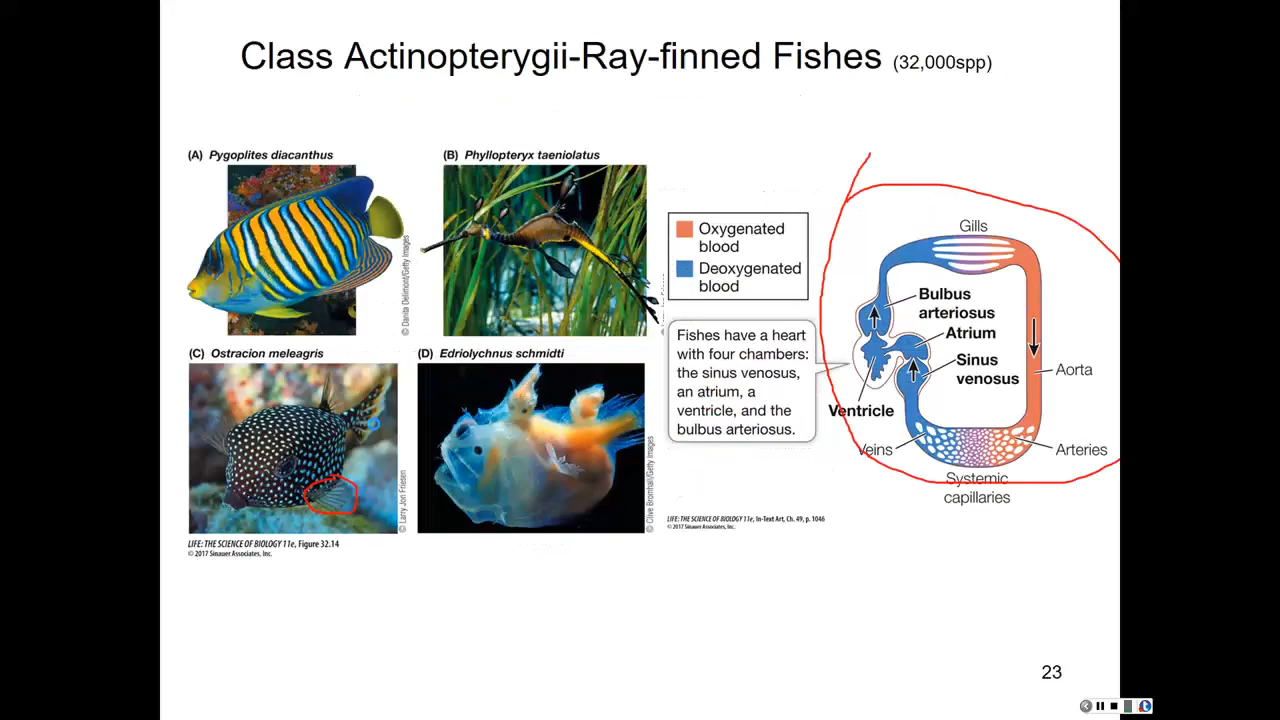 Class Actinopterygii-Ray-finned Fishes (32,000spp)
(A) Pygoplites diacanthus
(B) Phyllopteryx taeniolatus
© Danita Delimont/Getty Images
(C) Ostracion meleagris
(D) Edriolychnus schmidti
© Larry Jon Friesen
© Clive Bromhall/Getty Images
LIFE: THE SCIENCE OF BIOLOGY 11e, Figure 32.14
© 2017 Sinauer Associates, Inc.
Oxygenated
blood
Deoxygenated
blood
Fishes have a heart
with four chambers:
the sinus venosus,
an atrium, a
ventricle, and the
bulbus arteriosus.
Gills
Bulbus
arteriosus
Atrium
Sinus
venosus
Aorta
Ventricle
Veins
Arteries
Systemic
capillaries
LIFE: THE SCIENCE OF BIOLOGY 11e, In-Text Art, Ch. 49, p. 1046
© 2017 Sinauer Associates, Inc.
23